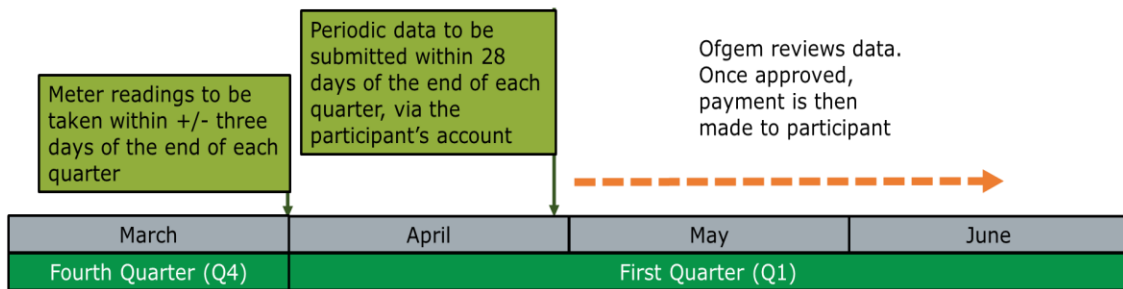 Meter readings to be
taken within +/- three
days of the end of each
quarter
Periodic data to be
submitted within 28
days of the end of each
quarter, via the
participant's account
Ofgem reviews data.
Once approved,
payment is then
made to participant
March
April
May
June
Fourth Quarter (Q4)
First Quarter (Q1)